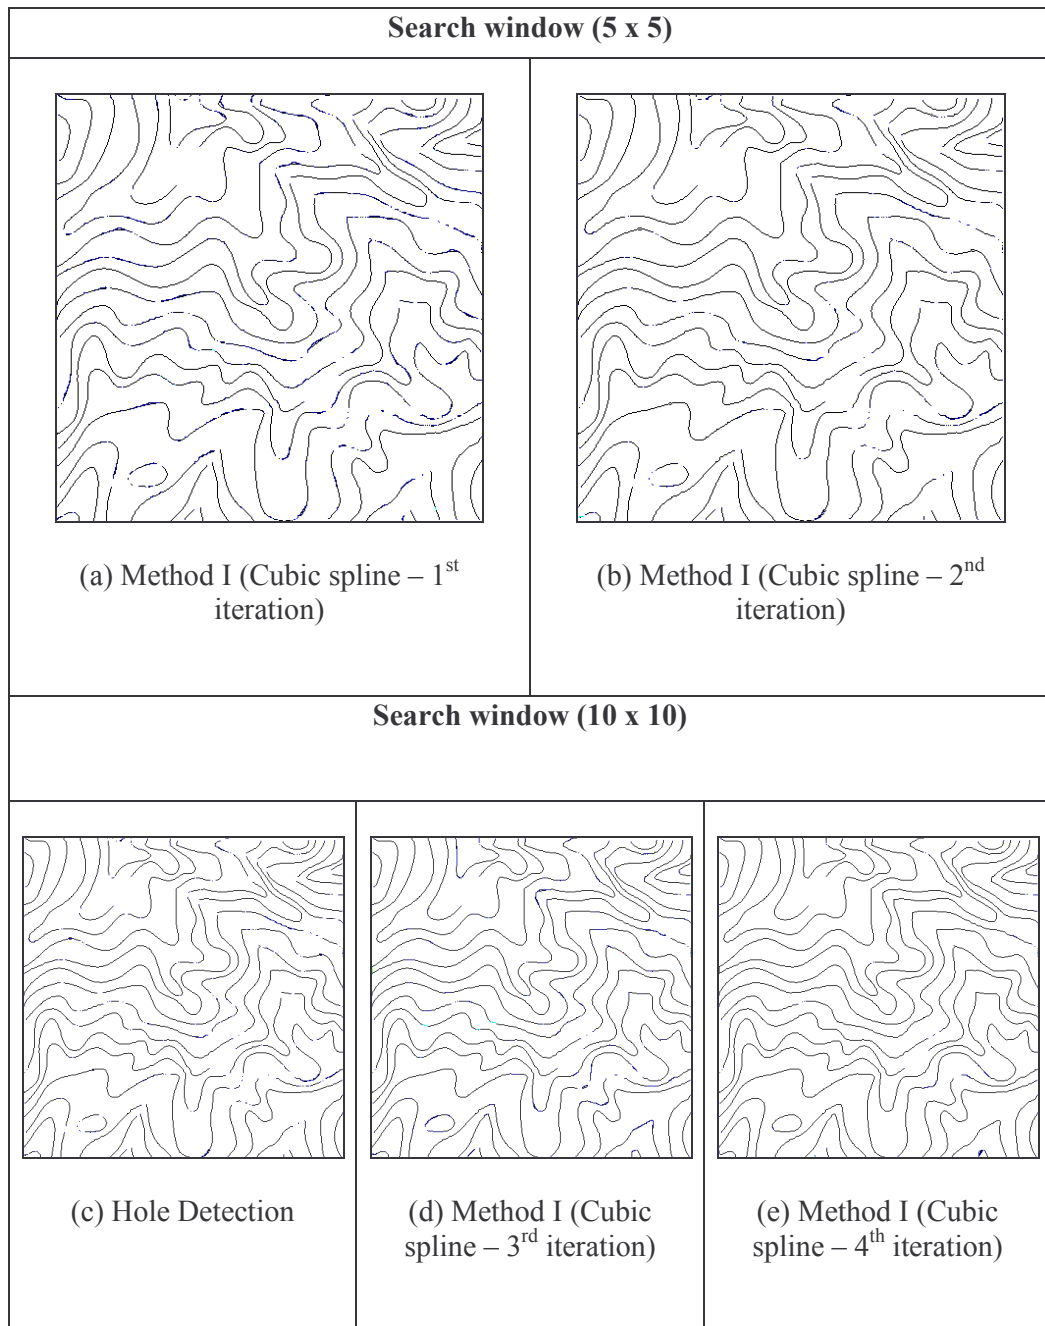 Search window (5 x 5)
(a) Method I (Cubic spline – 1st
iteration)
(b) Method I (Cubic spline – 2nd
iteration)
Search window (10 x 10)
(c) Hole Detection
(d) Method I (Cubic
spline – 3rd iteration)
(e) Method I (Cubic
spline – 4th iteration)